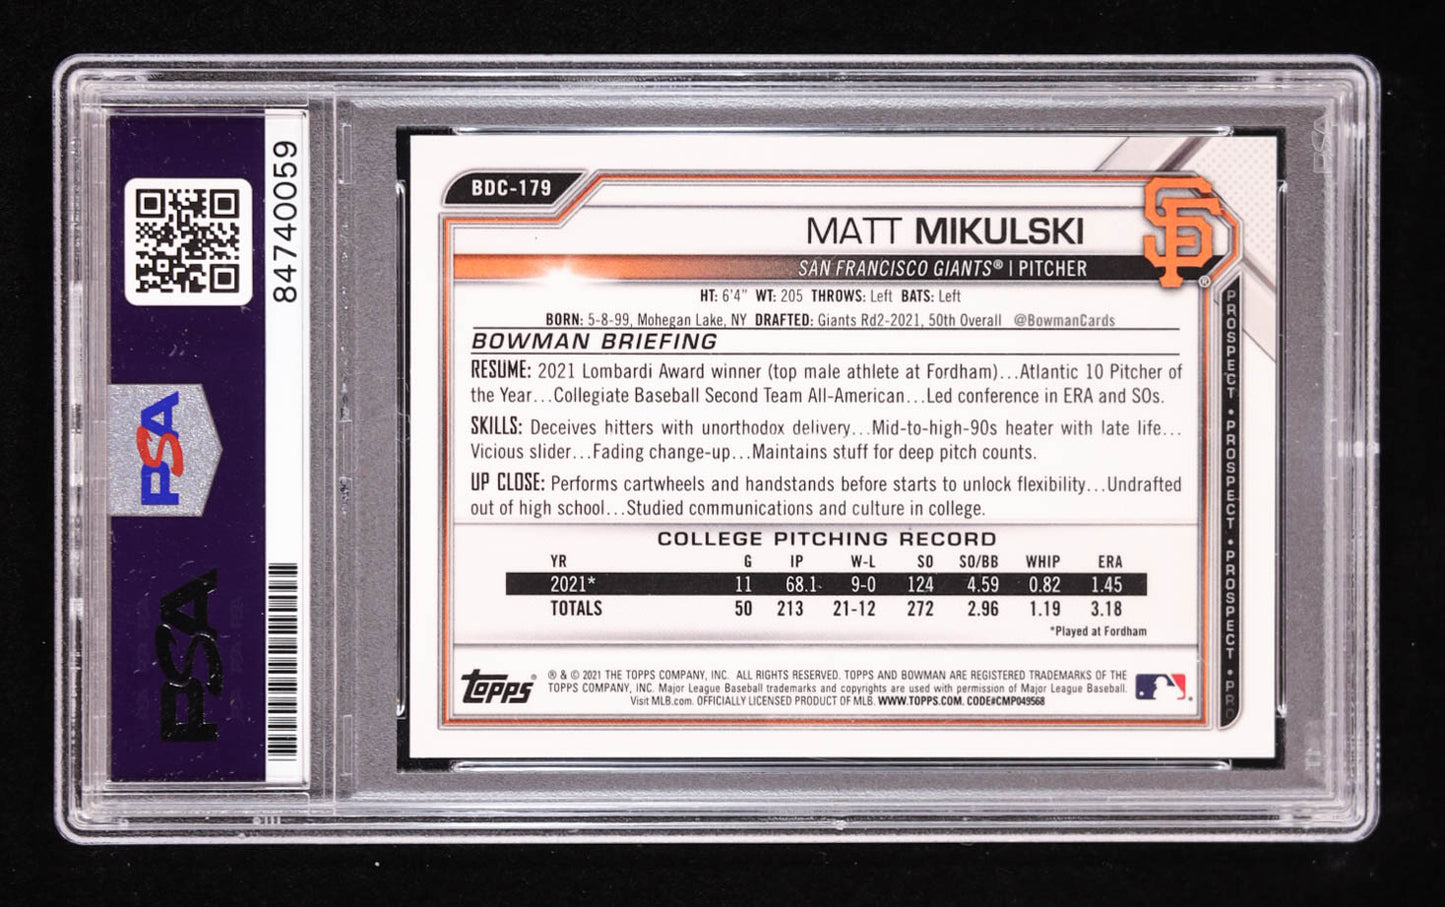 84740059
PSA
PSA
BDC-179
MATT MIKULSKI
SAN FRANCISCO GIANTS® | PITCHER
SF®
HT: 6'4" WT: 205 THROWS: Left BATS: Left
BORN: 5-8-99, Mohegan Lake, NY DRAFTED: Giants Rd2-2021, 50th Overall @BowmanCards
BOWMAN BRIEFING
RESUME: 2021 Lombardi Award winner (top male athlete at Fordham)...Atlantic 10 Pitcher of
the Year...Collegiate Baseball Second Team All-American...Led conference in ERA and SOs.
SKILLS: Deceives hitters with unorthodox delivery...Mid-to-high-90s heater with late life...
Vicious slider...Fading change-up...Maintains stuff for deep pitch counts.
UP CLOSE: Performs cartwheels and handstands before starts to unlock flexibility...Undrafted
out of high school...Studied communications and culture in college.
COLLEGE PITCHING RECORD
YR G IP W-L SO SO/BB WHIP ERA
2021* 11 68.1 9-0 124 4.59 0.82 1.45
TOTALS 50 213 21-12 272 2.96 1.19 3.18
*Played at Fordham
Topps
® & © 2021 THE TOPPS COMPANY, INC. ALL RIGHTS RESERVED. TOPPS AND BOWMAN ARE REGISTERED TRADEMARKS OF THE
TOPPS COMPANY, INC. Major League Baseball trademarks and copyrights are used with permission of Major League Baseball.
Visit MLB.com. OFFICIALLY LICENSED PRODUCT OF MLB. WWW.TOPPS.COM. CODE#CMP049568
PROSPECT • PROSPECT • PROSPECT • PRO
PSA